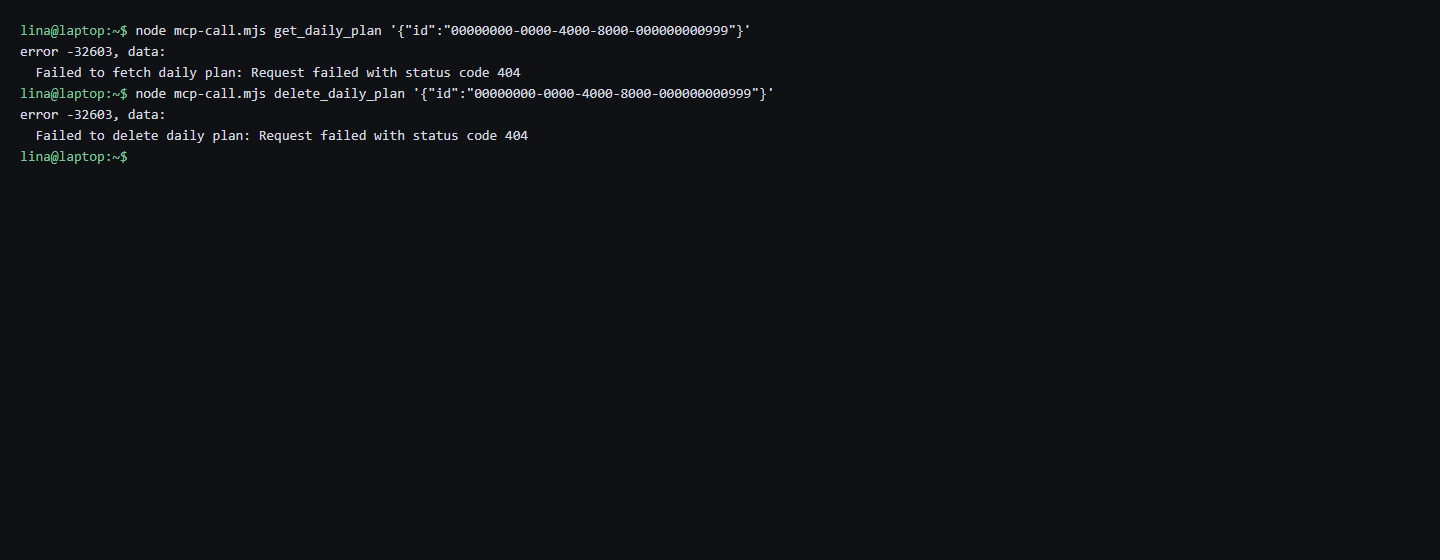 lina@laptop:~$ node mcp-call.mjs get_daily_plan '{"id":"00000000-0000-4000-8000-000000000999"}'
error -32603, data:
  Failed to fetch daily plan: Request failed with status code 404
lina@laptop:~$ node mcp-call.mjs delete_daily_plan '{"id":"00000000-0000-4000-8000-000000000999"}'
error -32603, data:
  Failed to delete daily plan: Request failed with status code 404
lina@laptop:~$